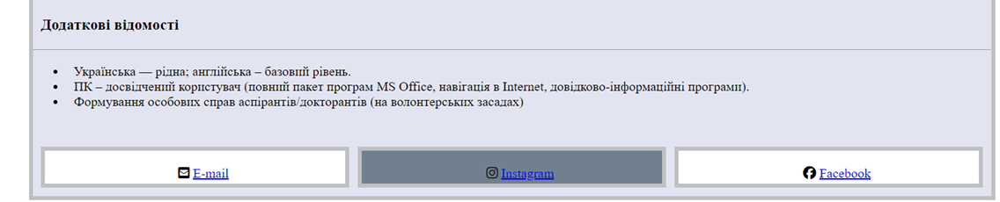 Додаткові відомості
Українська — рідна; англійська – базовий рівень.
ПК – досвідчений користувач (повний пакет програм MS Office, навігація в Internet, довідково-інформаційні програми).
Формування особових справ аспірантів/докторантів (на волонтерських засадах)
E-mail
Instagram
Facebook